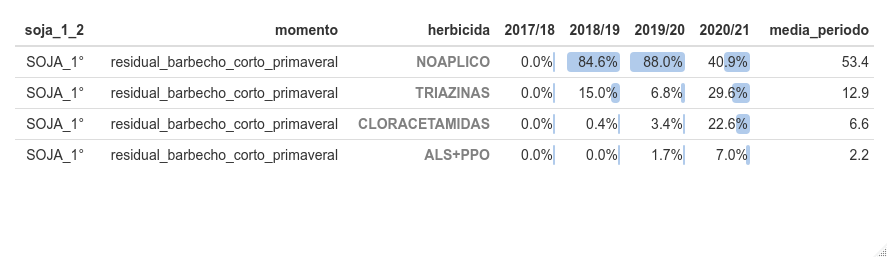 soja_1_2 momento herbicida 2017/18 2018/19 2019/20 2020/21 media_periodo
SOJA_1° residual_barbecho_corto_primaveral NOAPLICO 0.0% 84.6% 88.0% 40.9% 53.4
SOJA_1° residual_barbecho_corto_primaveral TRIAZINAS 0.0% 15.0% 6.8% 29.6% 12.9
SOJA_1° residual_barbecho_corto_primaveral CLORACETAMIDAS 0.0% 0.4% 3.4% 22.6% 6.6
SOJA_1° residual_barbecho_corto_primaveral ALS+PPO 0.0% 0.0% 1.7% 7.0% 2.2